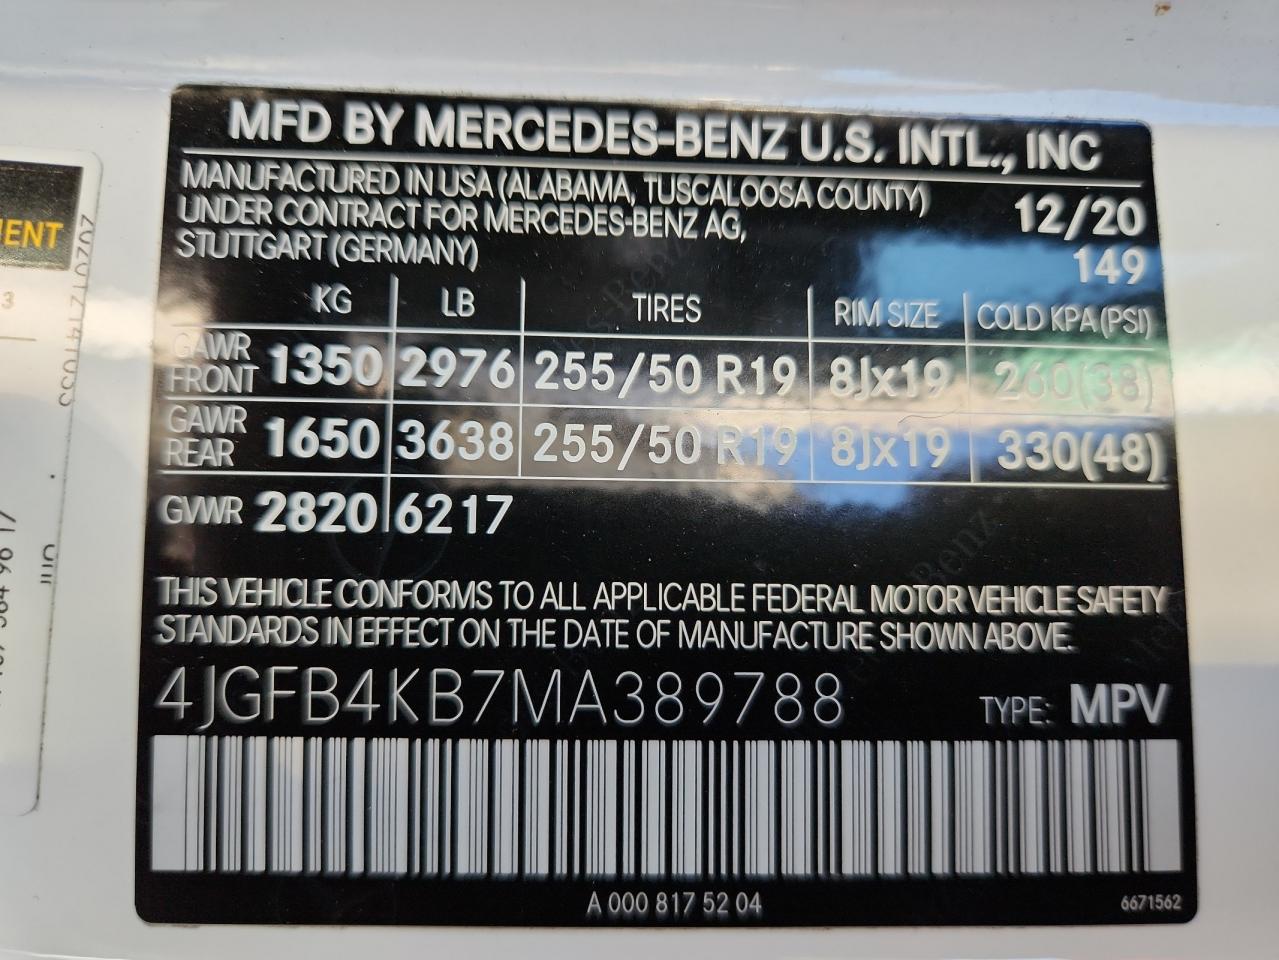 MFD BY MERCEDES-BENZ U.S. INTL., INC
MANUFACTURED IN USA (ALABAMA, TUSCALOOSA COUNTY)
UNDER CONTRACT FOR MERCEDES-BENZ AG,
STUTTGART (GERMANY)
12/20
149
KG LB TIRES RIM SIZE COLD KPA (PSI)
GAWR FRONT 1350 2976 255/50 R19 8Jx19 260(38)
GAWR REAR 1650 3638 255/50 R19 8Jx19 330(48)
GVWR 2820 6217
THIS VEHICLE CONFORMS TO ALL APPLICABLE FEDERAL MOTOR VEHICLE SAFETY
STANDARDS IN EFFECT ON THE DATE OF MANUFACTURE SHOWN ABOVE.
4JGFB4KB7MA389788 TYPE: MPV
A 000 817 52 04
6671562
3